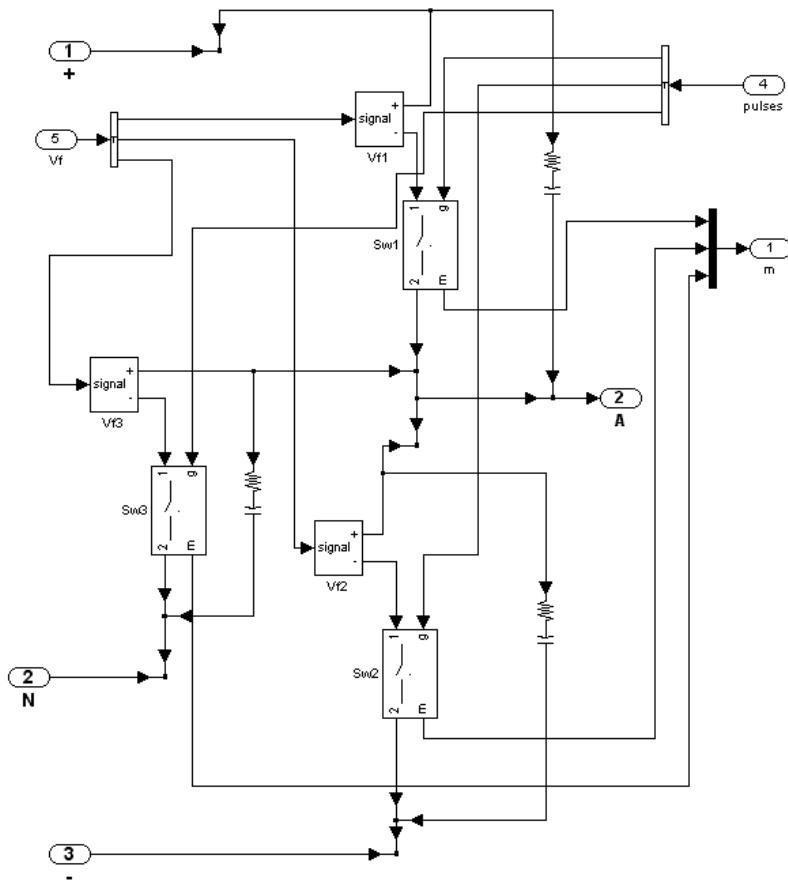 1
+
signal
+
-
Vf1
4
pulses
5
Vf
1
g
Sw1
2
m
1
m
signal
+
-
Vf3
2
A
1
g
Sw3
2
m
signal
+
-
Vf2
1
g
Sw2
2
m
2
N
3
-